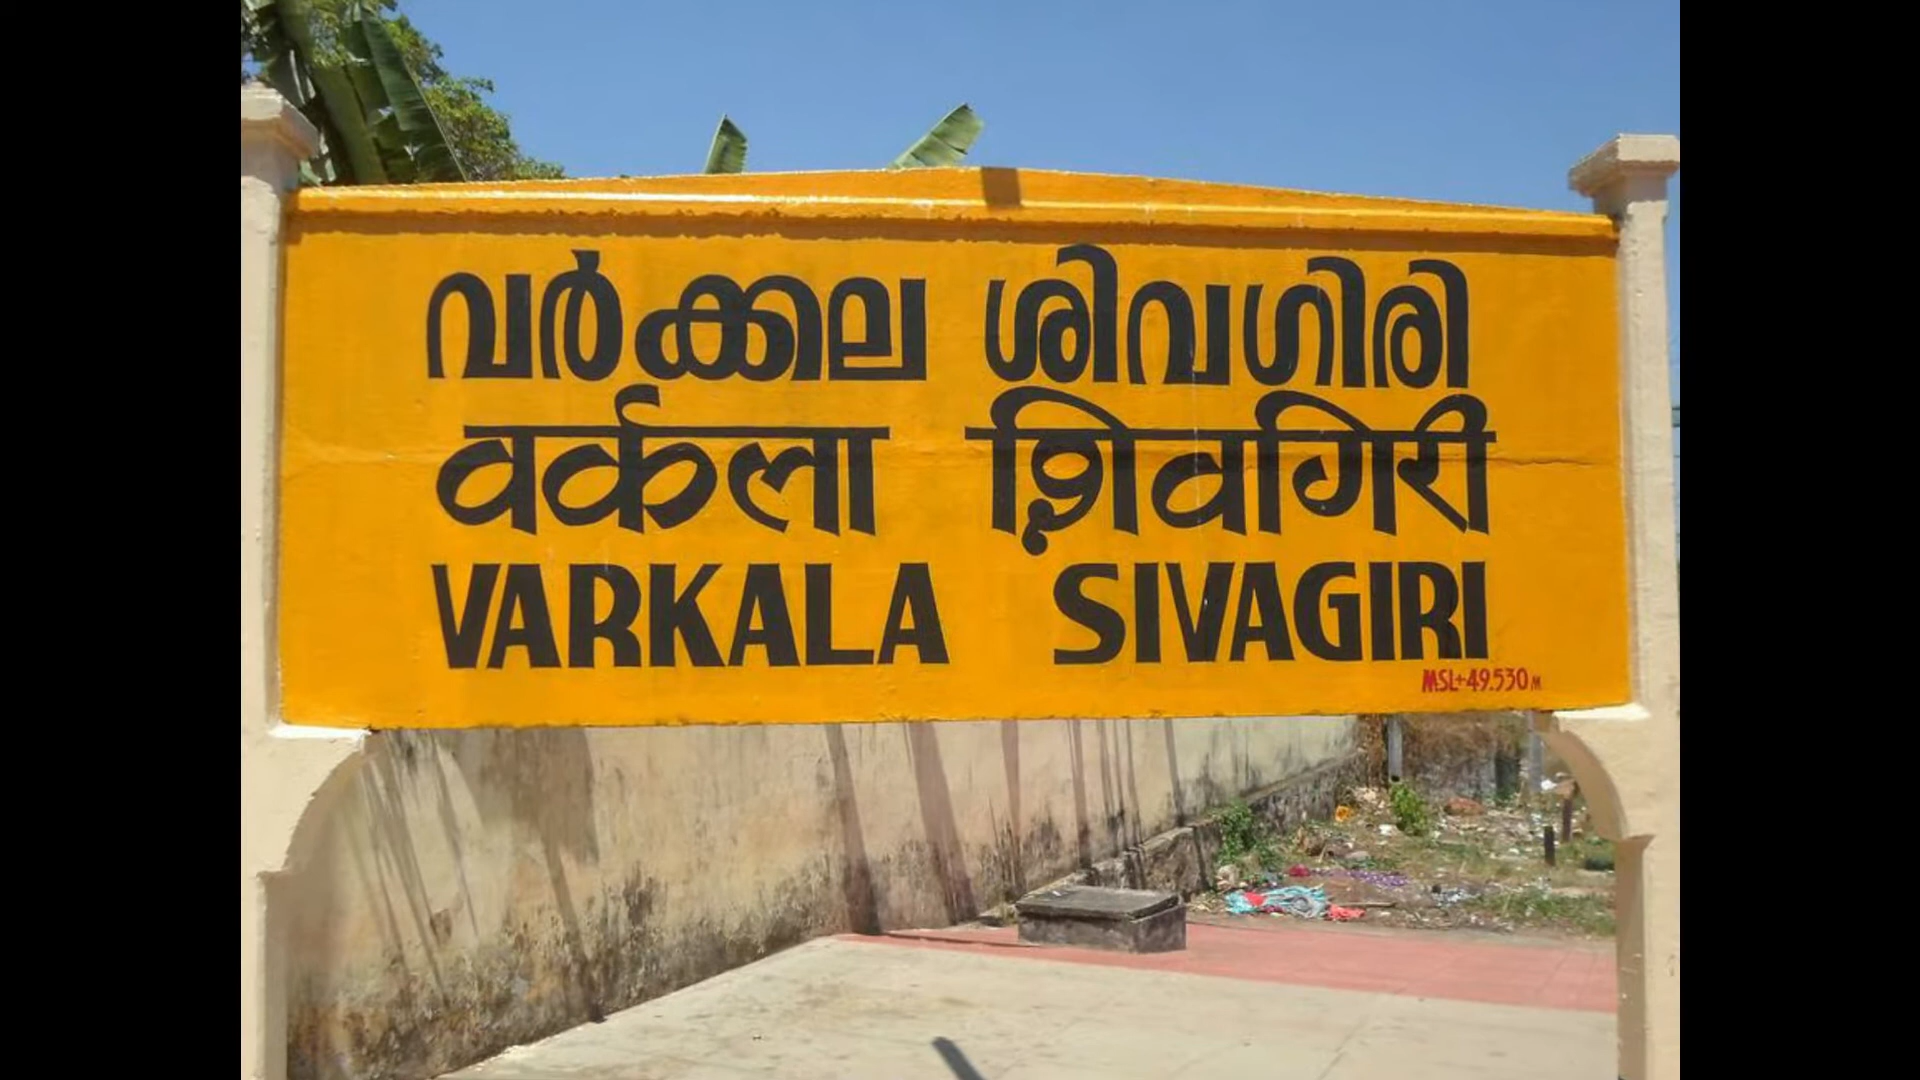 വർക്കല ശിവഗിരി
वर्कला शिवगिरी
VARKALA SIVAGIRI
MSL+49.530M